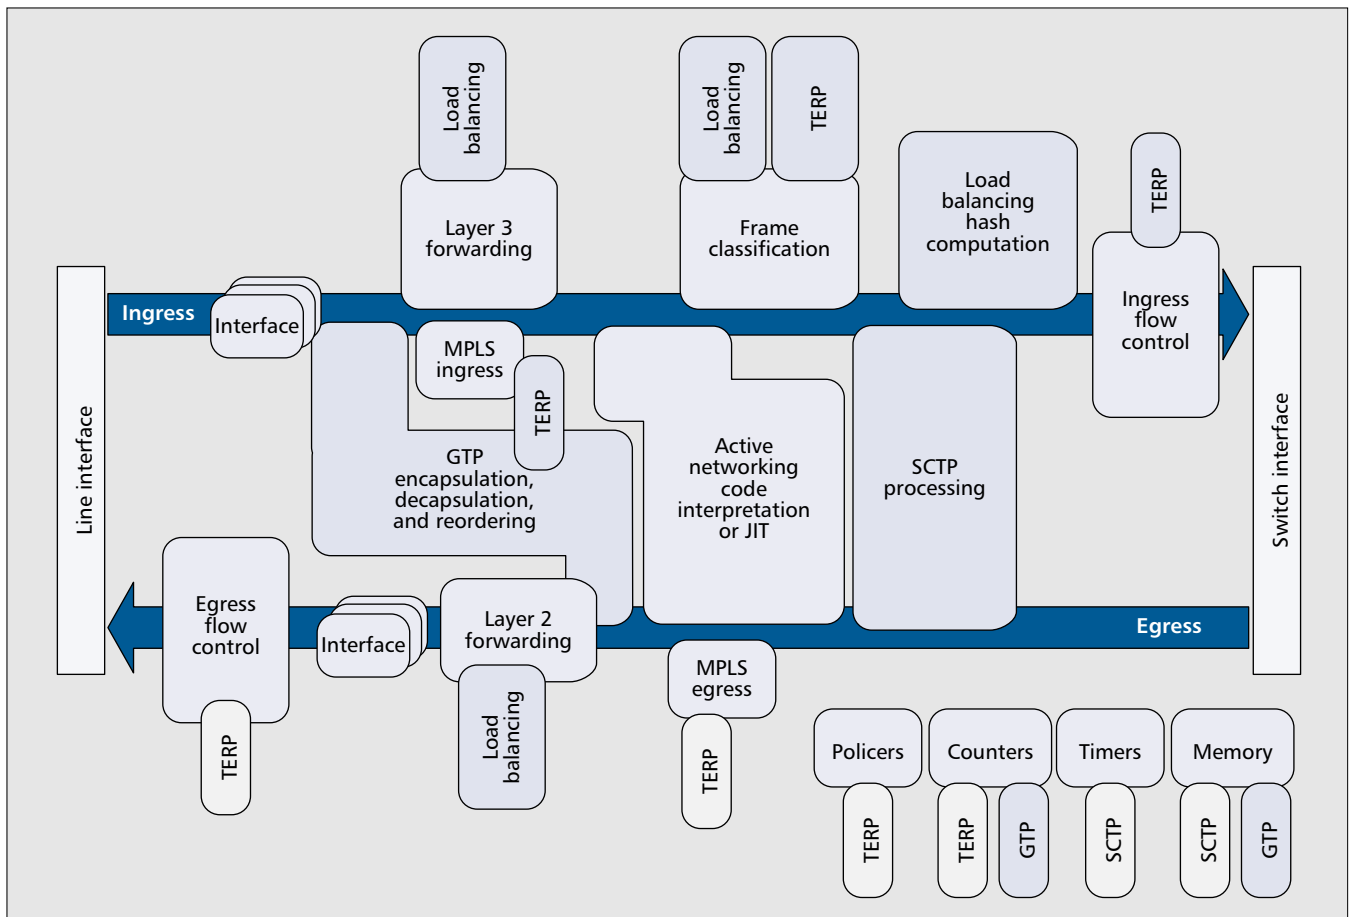 Load
balancing
Load
balancing
TERP
Layer 3
forwarding
Frame
classification
Load
balancing
hash
computation
TERP
Ingress
Interface
MPLS
ingress
TERP
Ingress
flow
control
Line interface
Switch interface
GTP
encapsulation,
decapsulation,
and reordering
Active
networking
code
interpretation
or JIT
SCTP
processing
Egress
flow
control
TERP
Interface
Layer 2
forwarding
Load
balancing
MPLS
egress
TERP
Egress
Policers
Counters
Timers
Memory
TERP
TERP
GTP
SCTP
SCTP
GTP